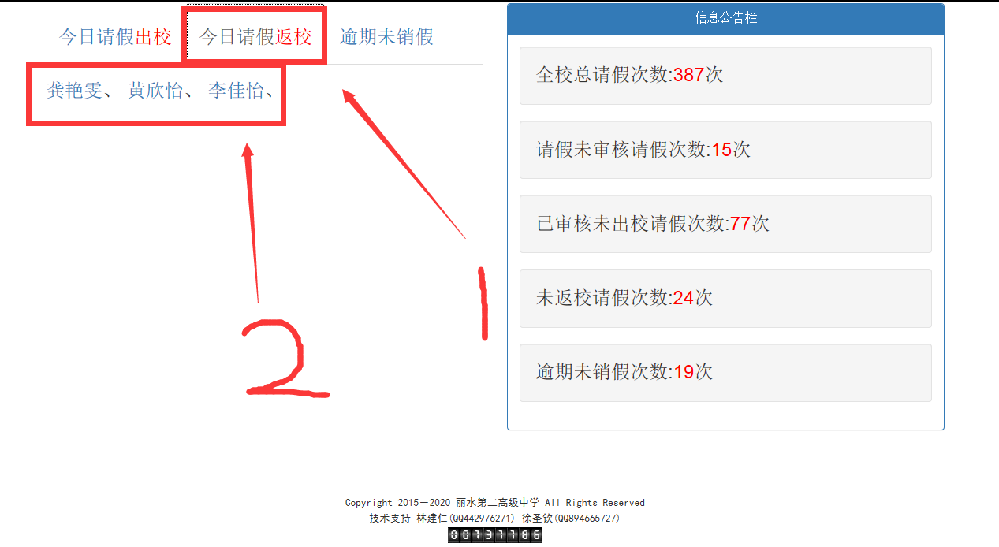 今日请假出校 今日请假返校 逾期未销假
龚艳雯、 黄欣怡、 李佳怡、
1
2
信息公告栏
全校总请假次数:387次
请假未审核请假次数:15次
已审核未出校请假次数:77次
未返校请假次数:24次
逾期未销假次数:19次
Copyright 2015－2020 丽水第二高级中学 All Rights Reserved
技术支持 林建仁(QQ442976271) 徐圣钦(QQ894665727)
00737786